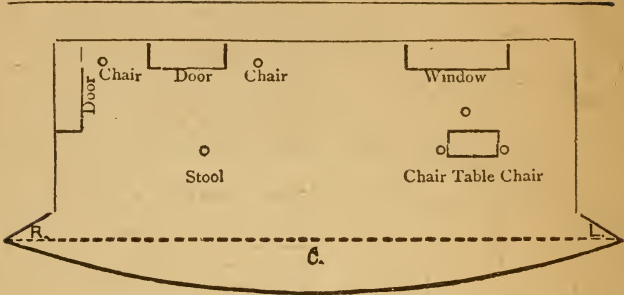 Chair Door Chair Window
Door
Stool Chair Table Chair
R. L.
C.